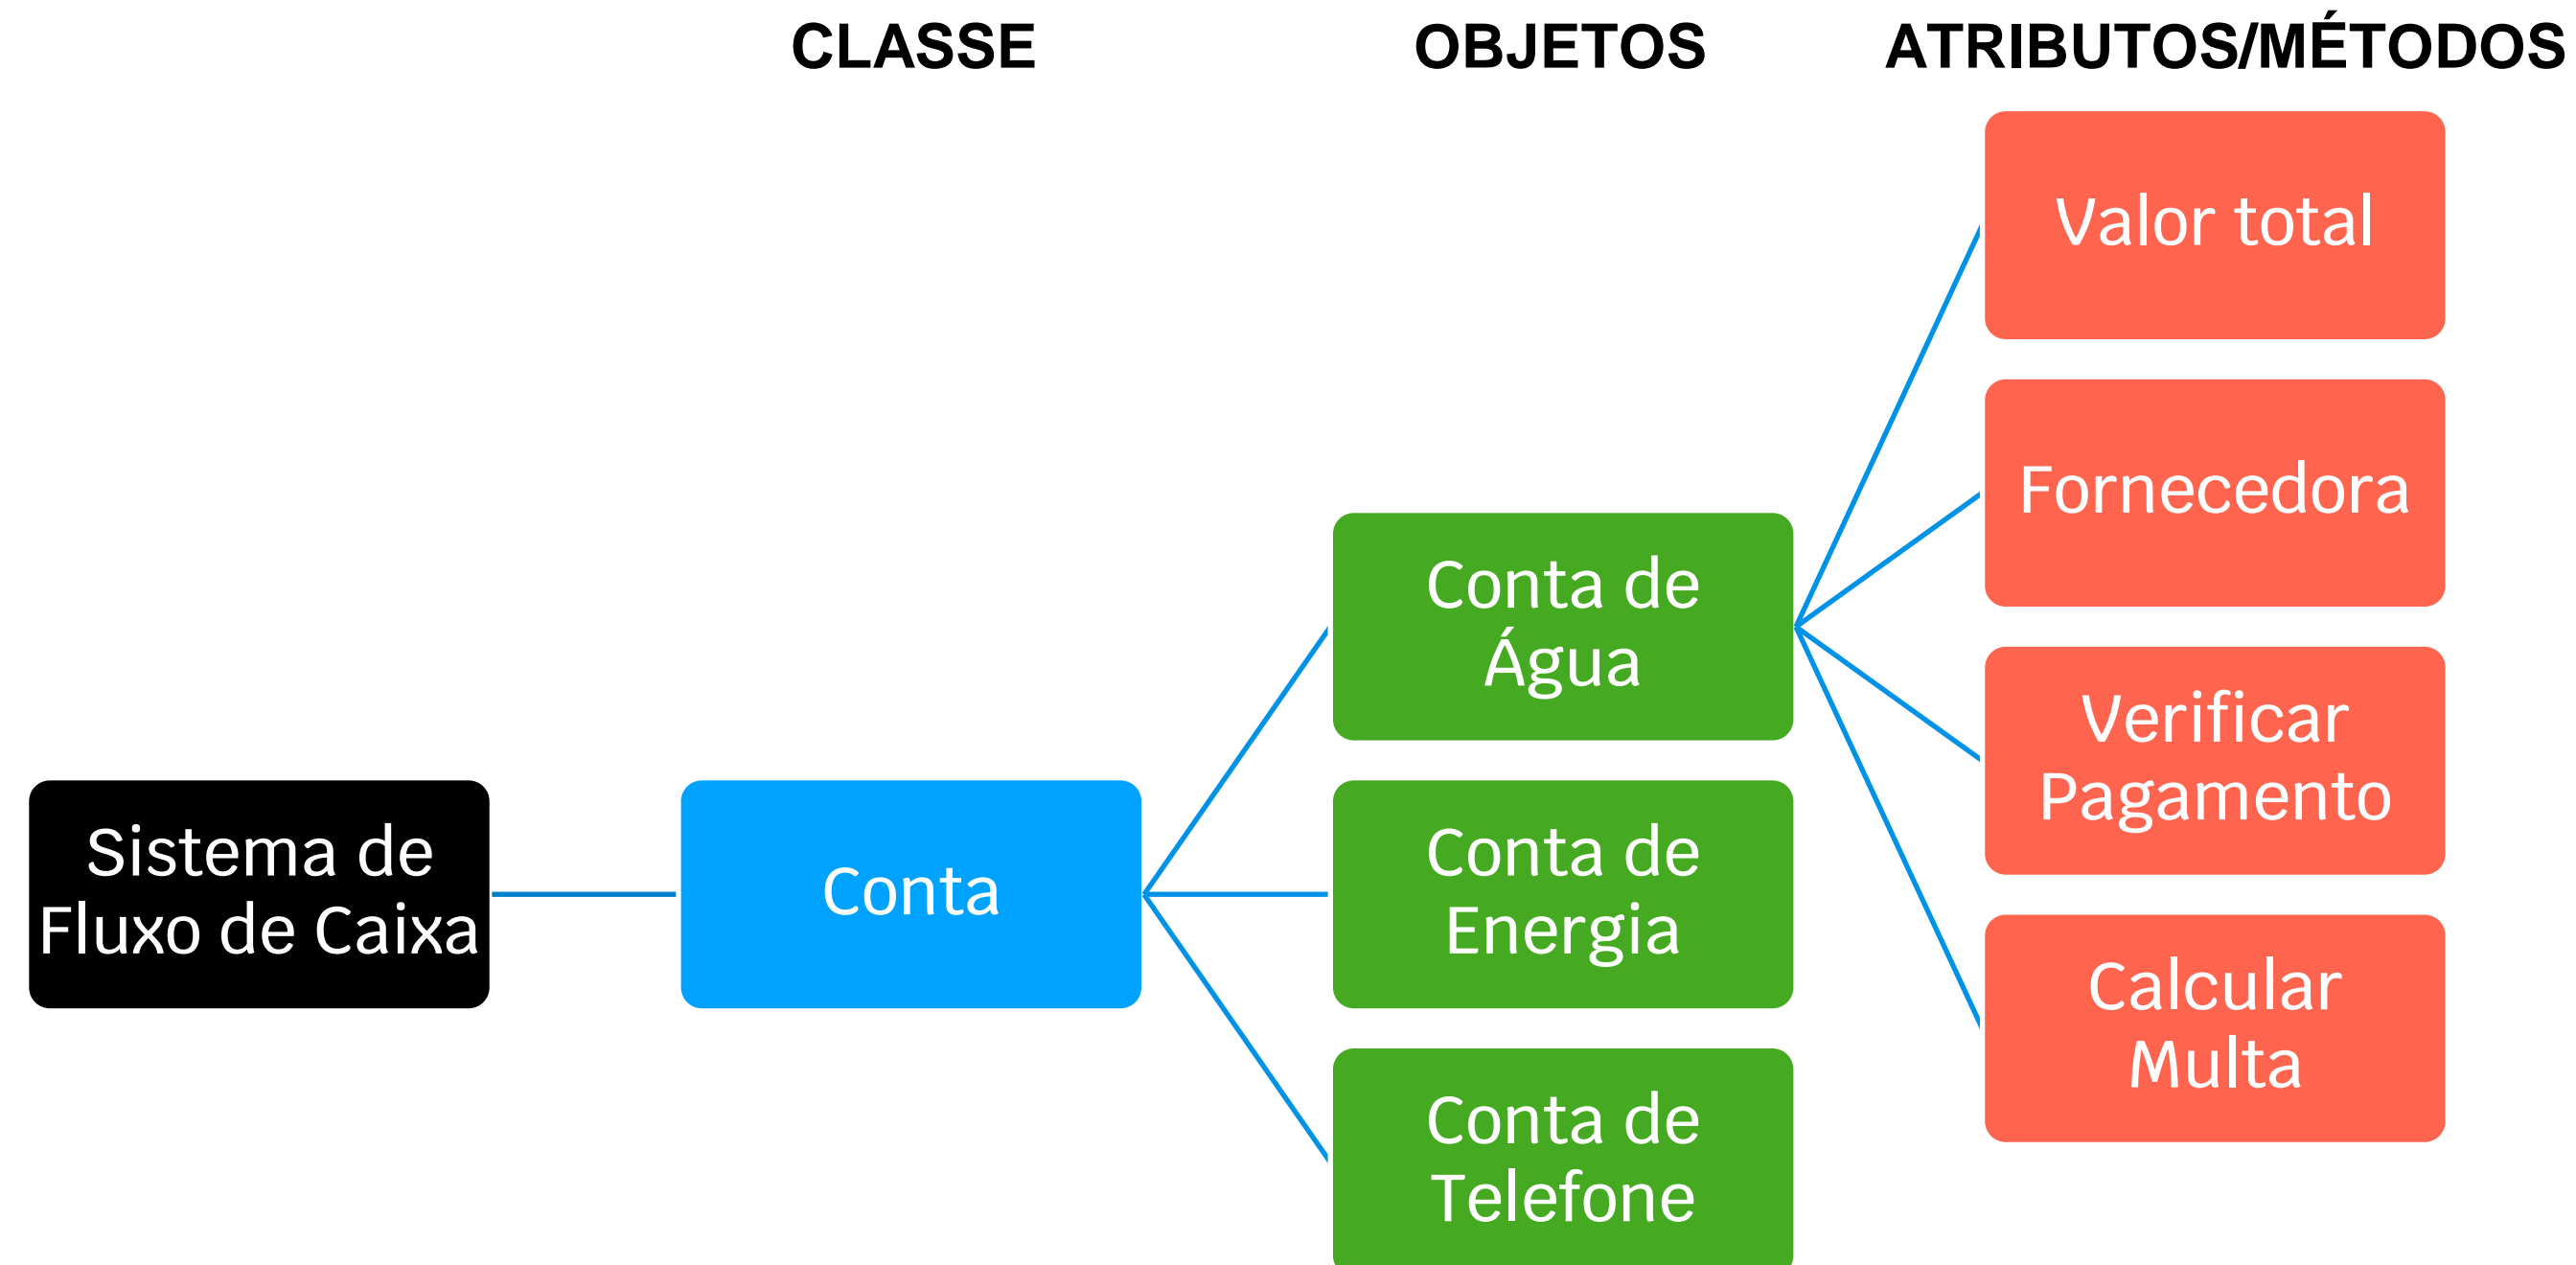 CLASSE
OBJETOS
ATRIBUTOS/MÉTODOS
Sistema de
Fluxo de Caixa
Conta
Conta de
Água
Conta de
Energia
Conta de
Telefone
Valor total
Fornecedora
Verificar
Pagamento
Calcular
Multa